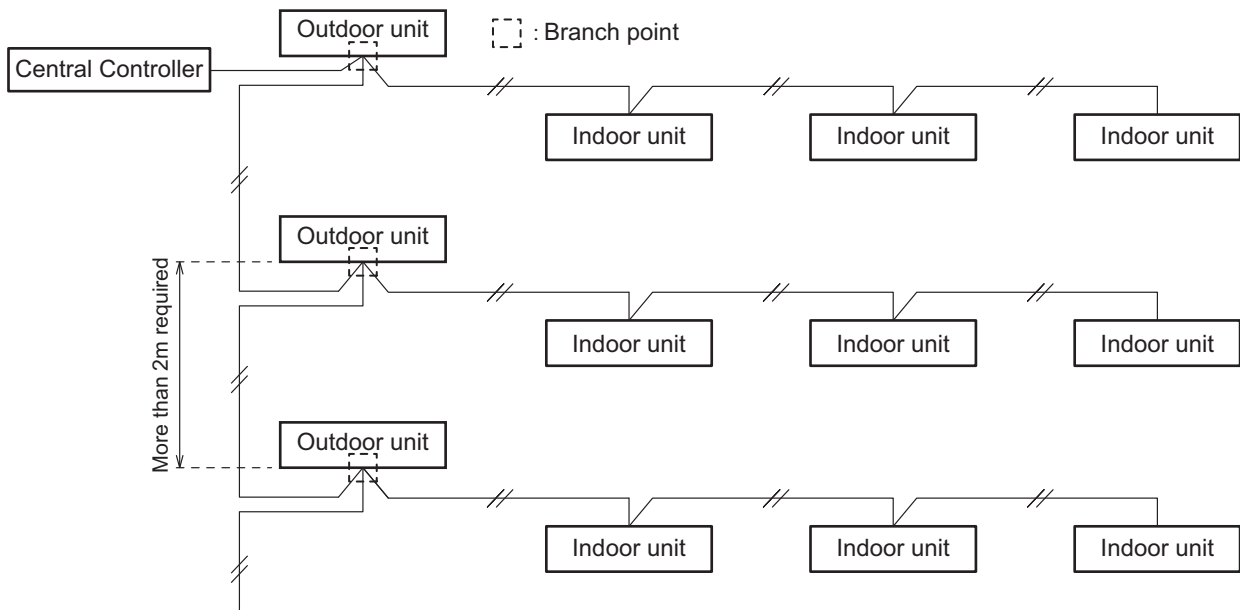 Outdoor unit
: Branch point
Central Controller
Indoor unit
Indoor unit
Indoor unit
Outdoor unit
More than 2m required
Indoor unit
Indoor unit
Indoor unit
Outdoor unit
Indoor unit
Indoor unit
Indoor unit